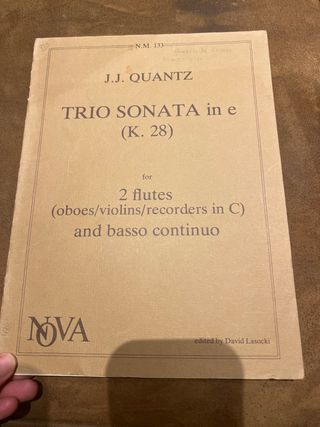 N.M. 133
J.J. QUANTZ
TRIO SONATA in e
(K. 28)
for
2 flutes
(oboes/violins/recorders in C)
and basso continuo
NOVA
edited by David Lasocki